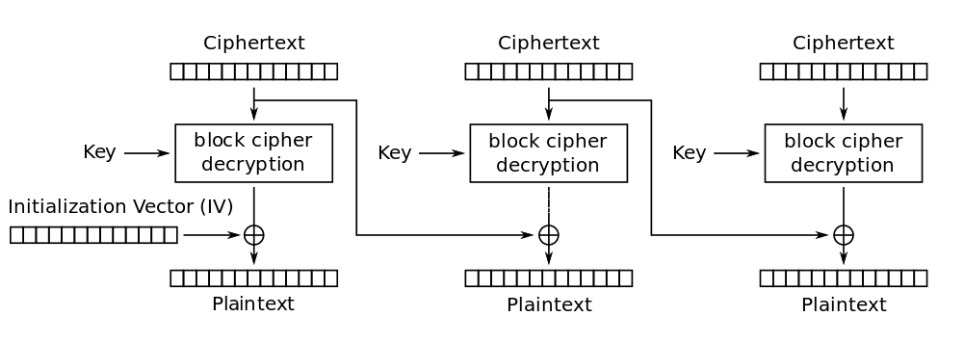 Ciphertext
Ciphertext
Ciphertext
Key
block cipher
decryption
Key
block cipher
decryption
Key
block cipher
decryption
Initialization Vector (IV)
Plaintext
Plaintext
Plaintext